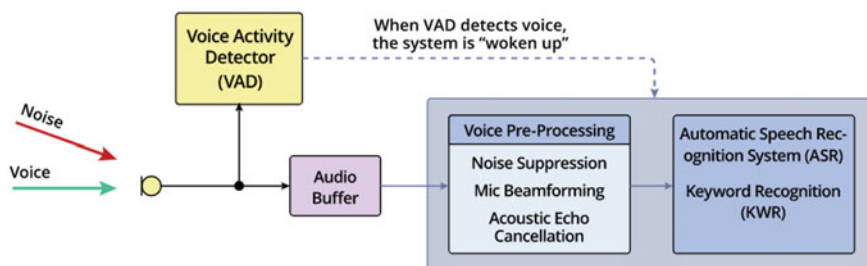 Voice Activity
Detector
(VAD)
When VAD detects voice,
the system is “woken up”
Noise
Voice
Audio
Buffer
Voice Pre-Processing
Noise Suppression
Mic Beamforming
Acoustic Echo
Cancellation
Automatic Speech Rec-
ognition System (ASR)
Keyword Recognition
(KWR)